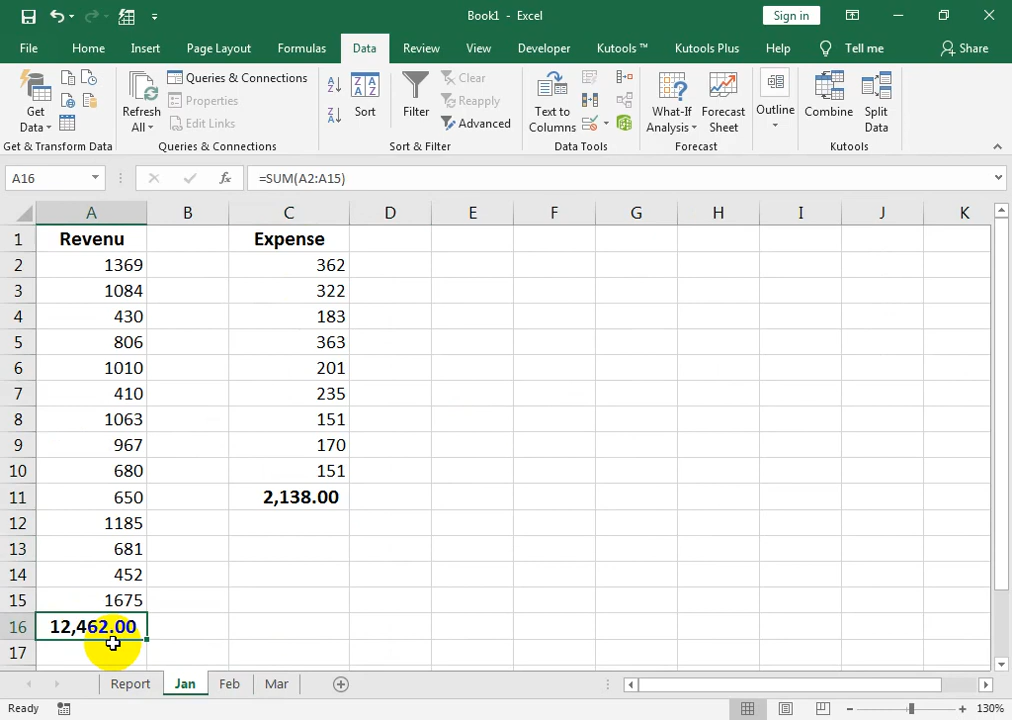 Book1 - Excel
Sign in
File Home Insert Page Layout Formulas Data Review View Developer Kutools ™ Kutools Plus Help Tell me Share
Get Data
Refresh All
Queries & Connections
Properties
Edit Links
Sort
Filter
Clear
Reapply
Advanced
Text to Columns
What-If Analysis
Forecast Sheet
Outline
Combine
Split Data
Get & Transform Data Queries & Connections Sort & Filter Data Tools Forecast Kutools
A16 fx =SUM(A2:A15)
A B C D E F G H I J K
1 Revenu Expense
2 1369 362
3 1084 322
4 430 183
5 806 363
6 1010 201
7 410 235
8 1063 151
9 967 170
10 680 151
11 650 2,138.00
12 1185
13 681
14 452
15 1675
16 12,462.00
17
Report Jan Feb Mar
Ready 130%